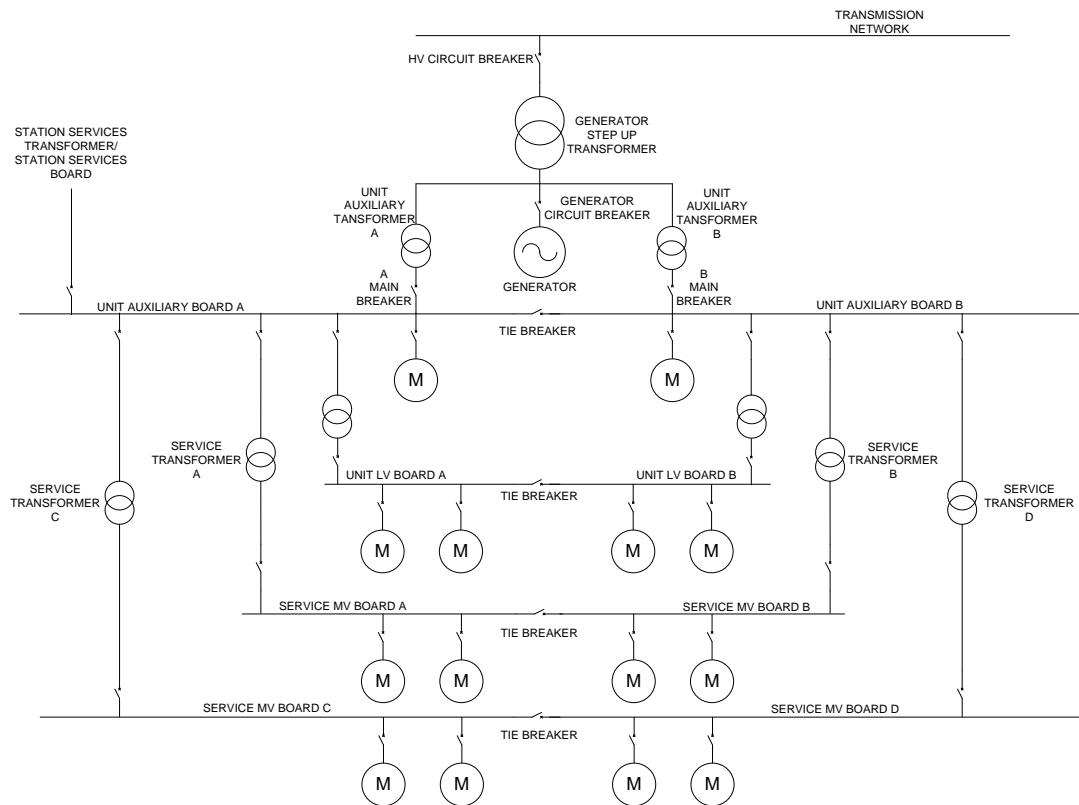 TRANSMISSION
NETWORK
HV CIRCUIT BREAKER
GENERATOR
STEP UP
TRANSFORMER
STATION SERVICES
TRANSFORMER/
STATION SERVICES
BOARD
UNIT
AUXILIARY
TANSFORMER
A
GENERATOR
CIRCUIT BREAKER
UNIT
AUXILIARY
TANSFORMER
B
A
MAIN
BREAKER
GENERATOR
B
MAIN
BREAKER
UNIT AUXILIARY BOARD A
UNIT AUXILIARY BOARD B
TIE BREAKER
M
M
SERVICE
TRANSFORMER
A
SERVICE
TRANSFORMER
B
UNIT LV BOARD A
TIE BREAKER
UNIT LV BOARD B
SERVICE
TRANSFORMER
C
SERVICE
TRANSFORMER
D
M
M
M
M
SERVICE MV BOARD A
TIE BREAKER
SERVICE MV BOARD B
M
M
M
M
SERVICE MV BOARD C
TIE BREAKER
SERVICE MV BOARD D
M
M
M
M